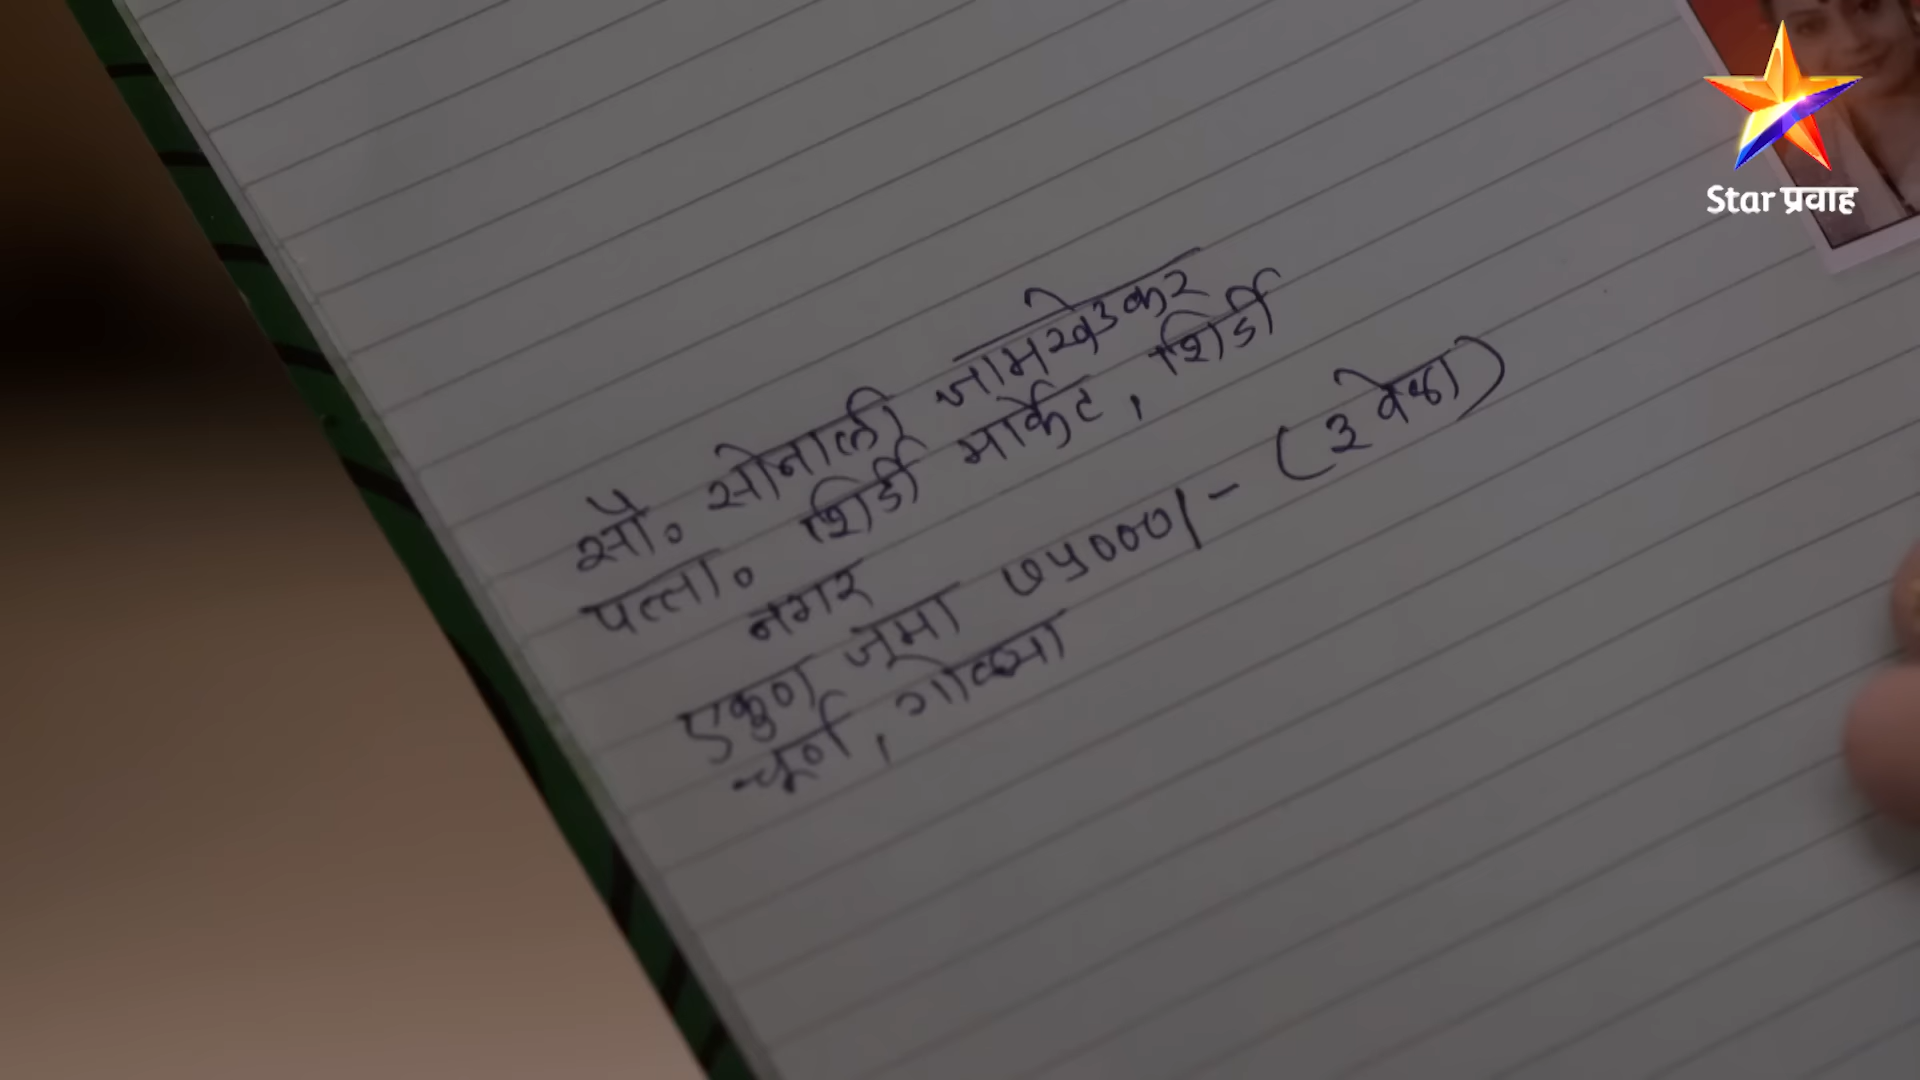 Star प्रवाह
सौ. सोनाली जामखेडकर
पत्ता. शिर्डी मार्केट, शिर्डी
नगर
एकुण जमा ७५०००/- (३ वेळा)
चूर्ण, गोळ्या